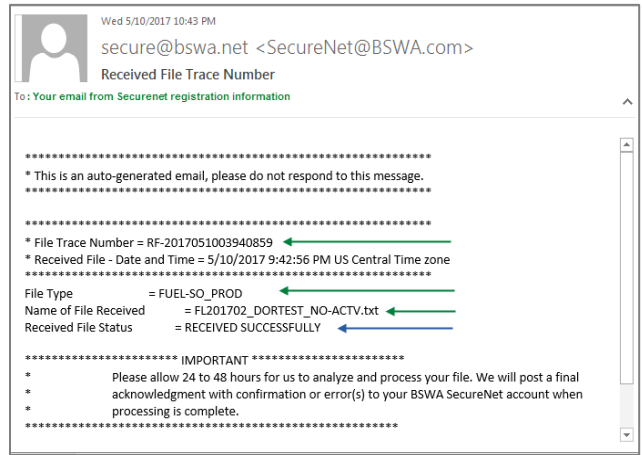 Wed 5/10/2017 10:43 PM
secure@bswa.net <SecureNet@BSWA.com>
Received File Trace Number
To: Your email from Securenet registration information
*************************************************************
* This is an auto-generated email, please do not respond to this message.
*************************************************************
*************************************************************
* File Trace Number = RF-2017051003940859
* Received File - Date and Time = 5/10/2017 9:42:56 PM US Central Time zone
*************************************************************
File Type = FUEL-SO_PROD
Name of File Received = FL201702_DORTEST_NO-ACTV.txt
Received File Status = RECEIVED SUCCESSFULLY
*********************** IMPORTANT ***********************
* Please allow 24 to 48 hours for us to analyze and process your file. We will post a final
* acknowledgment with confirmation or error(s) to your BSWA SecureNet account when
* processing is complete.
********************************************************